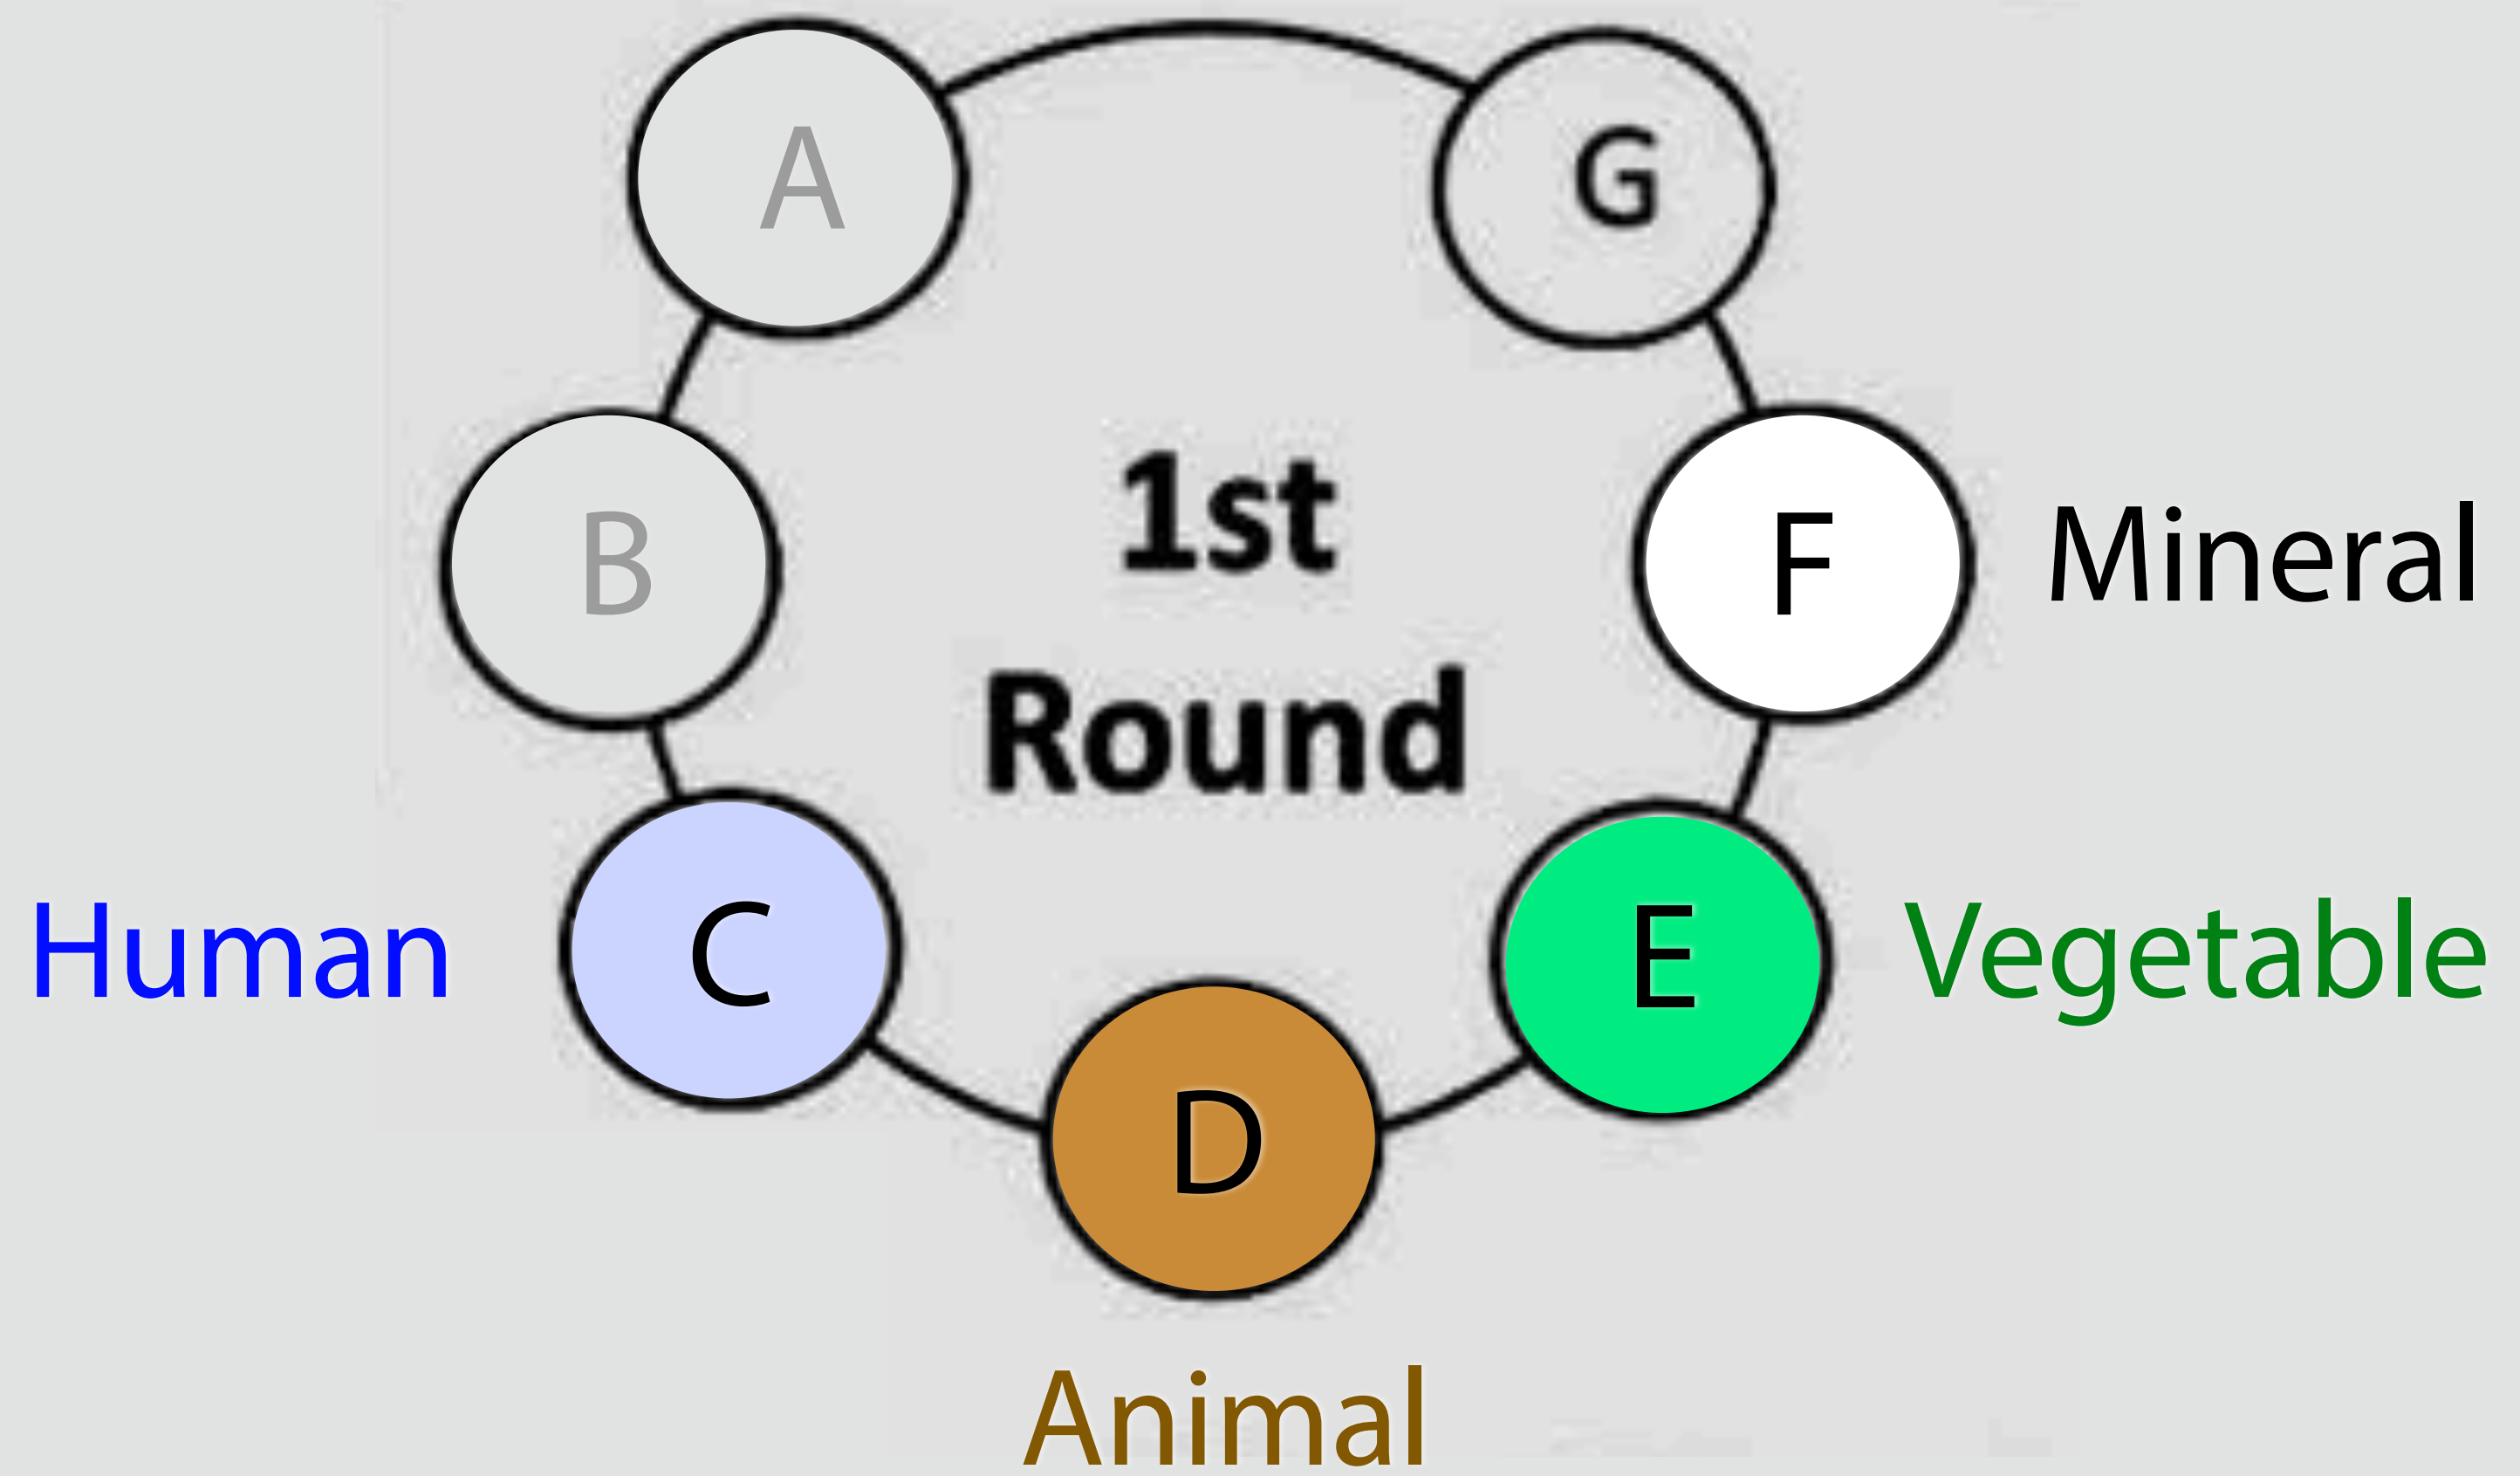 A
G
1st
Round
B
F
Mineral
Human
C
E
Vegetable
D
Animal